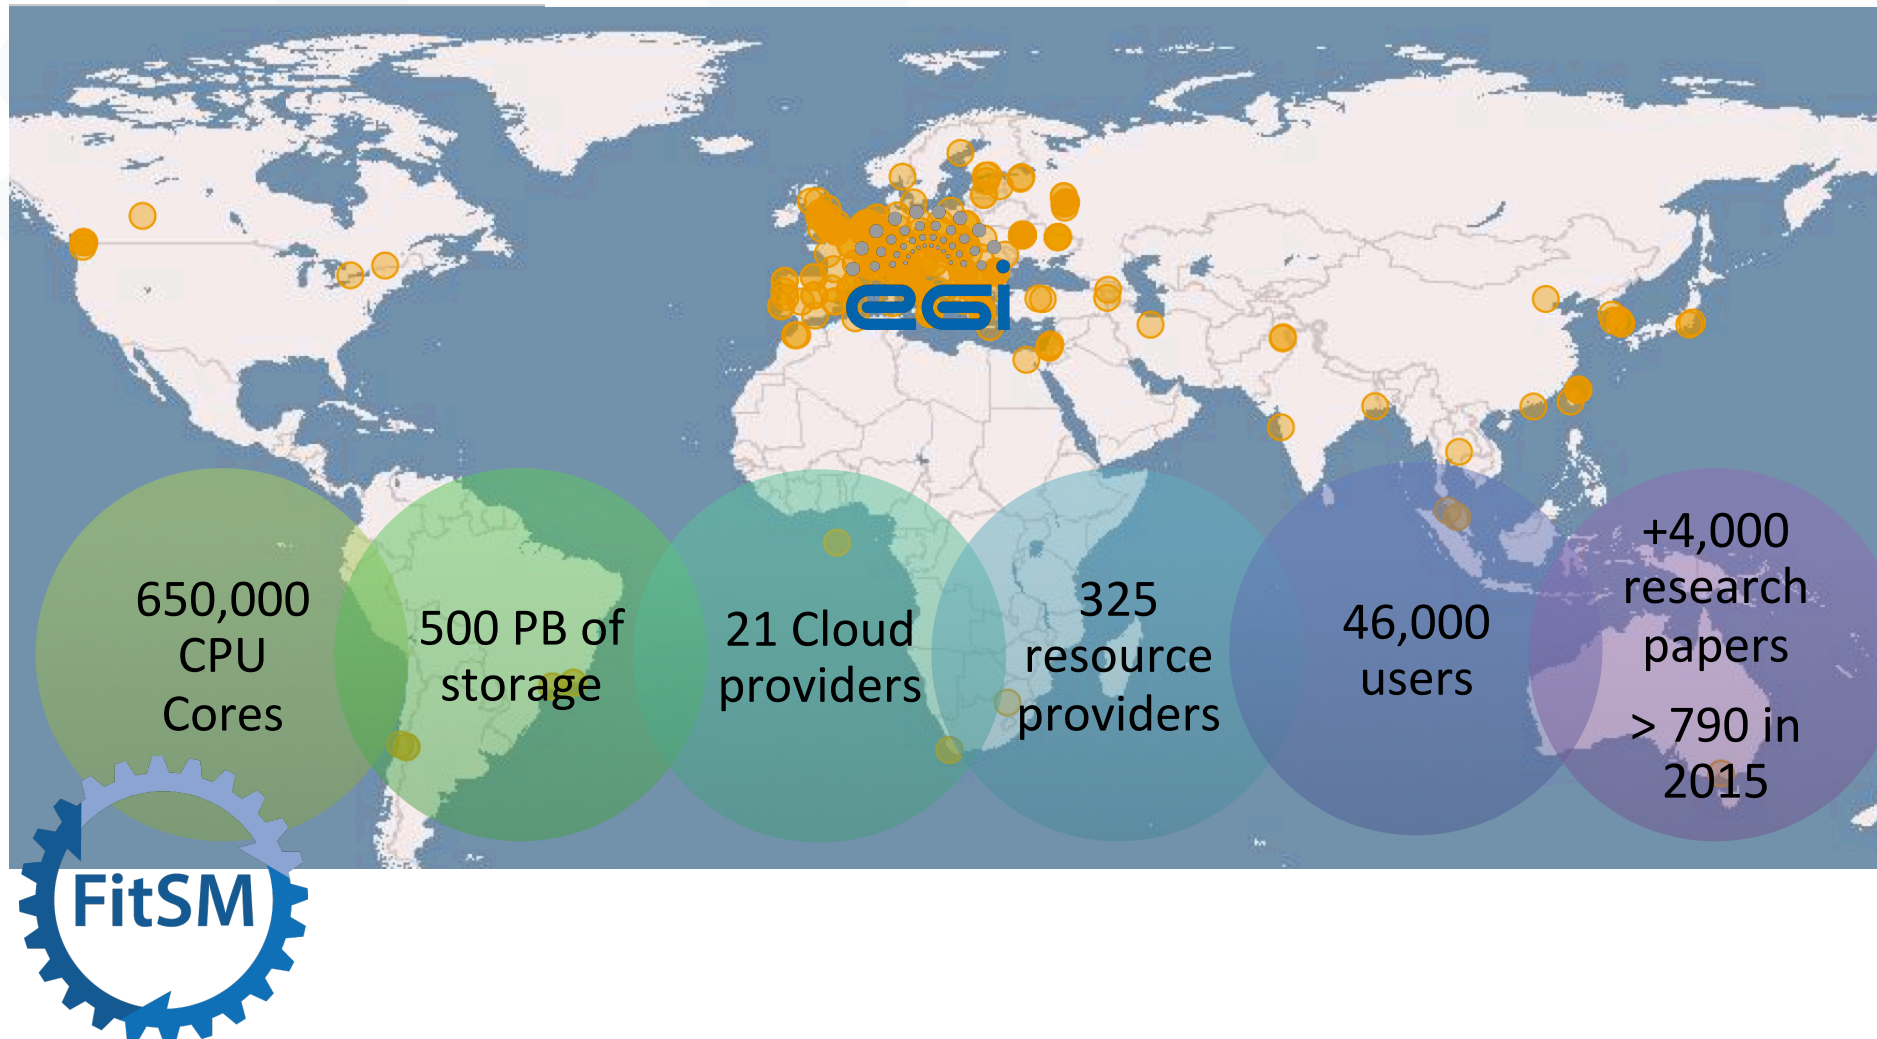 egi
650,000
CPU
Cores
500 PB of
storage
21 Cloud
providers
325
resource
providers
46,000
users
+4,000
research
papers
> 790 in
2015
FitSM